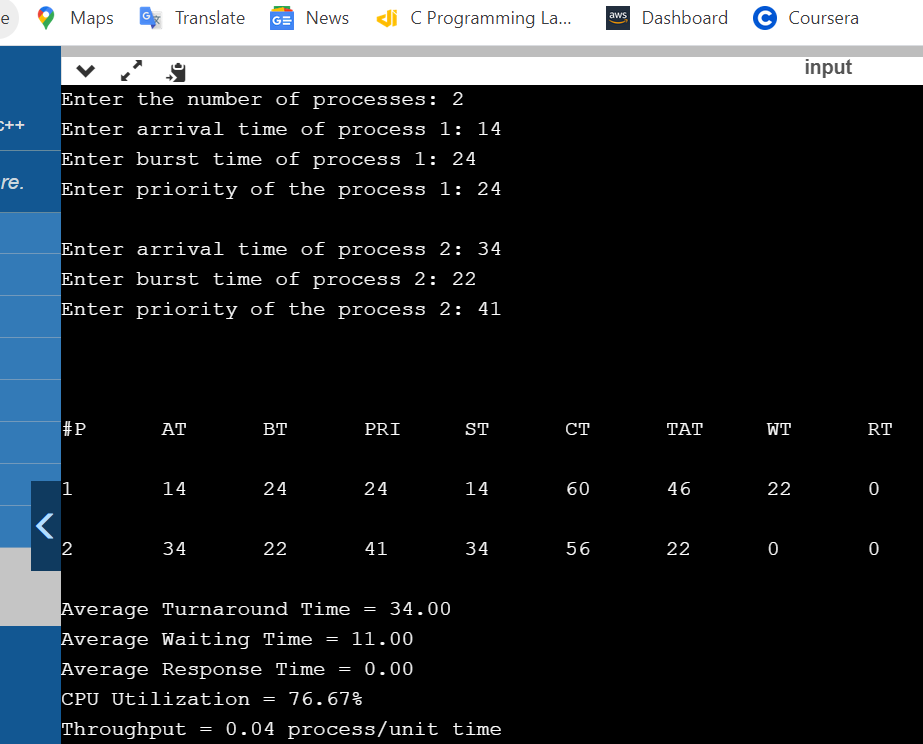 e Maps Translate GE News C Programming La... aws Dashboard Coursera
input
Enter the number of processes: 2
c++ Enter arrival time of process 1: 14
Enter burst time of process 1: 24
re. Enter priority of the process 1: 24
Enter arrival time of process 2: 34
Enter burst time of process 2: 22
Enter priority of the process 2: 41
#P AT BT PRI ST CT TAT WT RT
1 14 24 24 14 60 46 22 0
2 34 22 41 34 56 22 0 0
Average Turnaround Time = 34.00
Average Waiting Time = 11.00
Average Response Time = 0.00
CPU Utilization = 76.67%
Throughput = 0.04 process/unit time